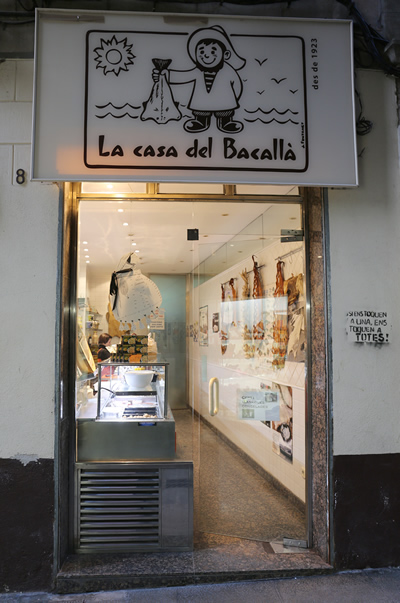 des de 1923
La casa del Bacallà
8
SI ENS TOQUEN
A UNA, ENS
TOQUEN A
TOTES!